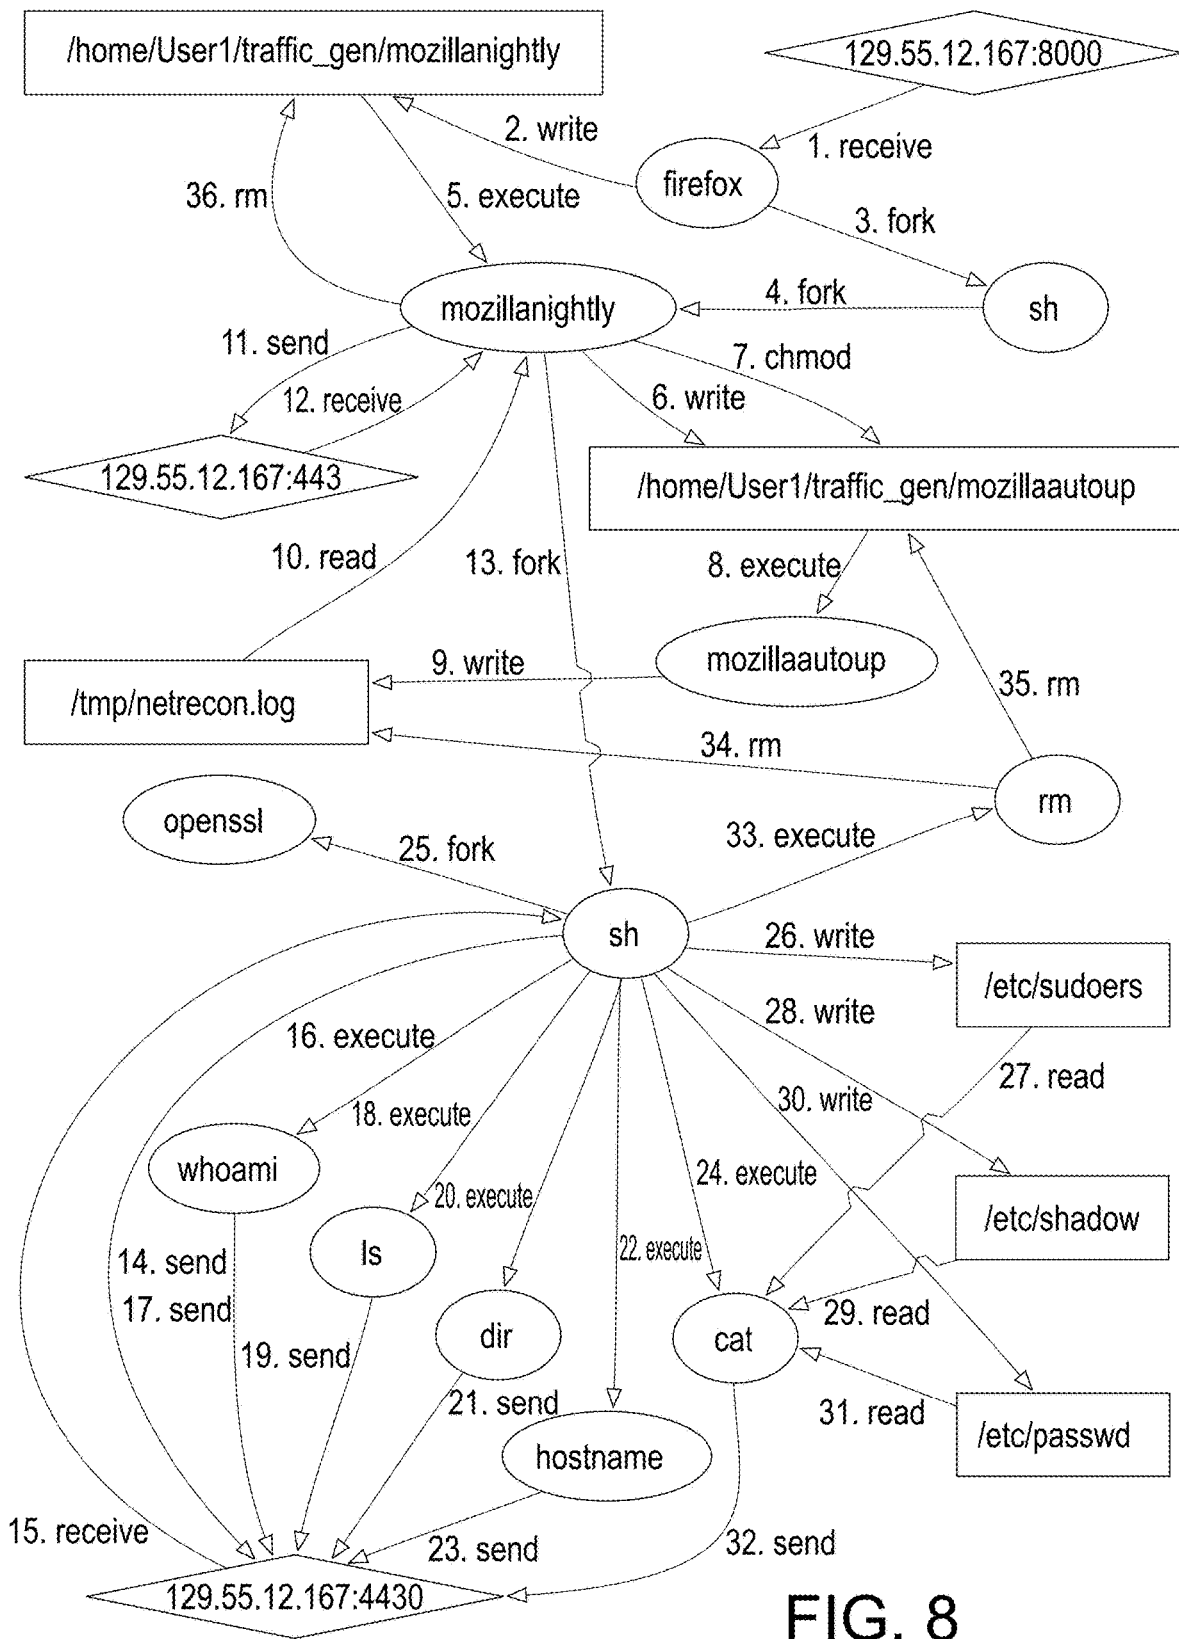 /home/User1/traffic_gen/mozillanightly
129.55.12.167:8000
2. write
1. receive
firefox
36. rm
5. execute
3. fork
mozillanightly
4. fork
sh
11. send
7. chmod
12. receive
6. write
129.55.12.167:443
/home/User1/traffic_gen/mozillaautoup
10. read
13. fork
8. execute
mozillaautoup
9. write
35. rm
/tmp/netrecon.log
34. rm
rm
openssl
33. execute
25. fork
sh
26. write
/etc/sudoers
28. write
16. execute
27. read
30. write
18. execute
whoami
24. execute
20. execute
/etc/shadow
22. execute
ls
14. send
17. send
29. read
dir
cat
19. send
21. send
31. read
/etc/passwd
hostname
15. receive
23. send
32. send
129.55.12.167:4430
FIG. 8